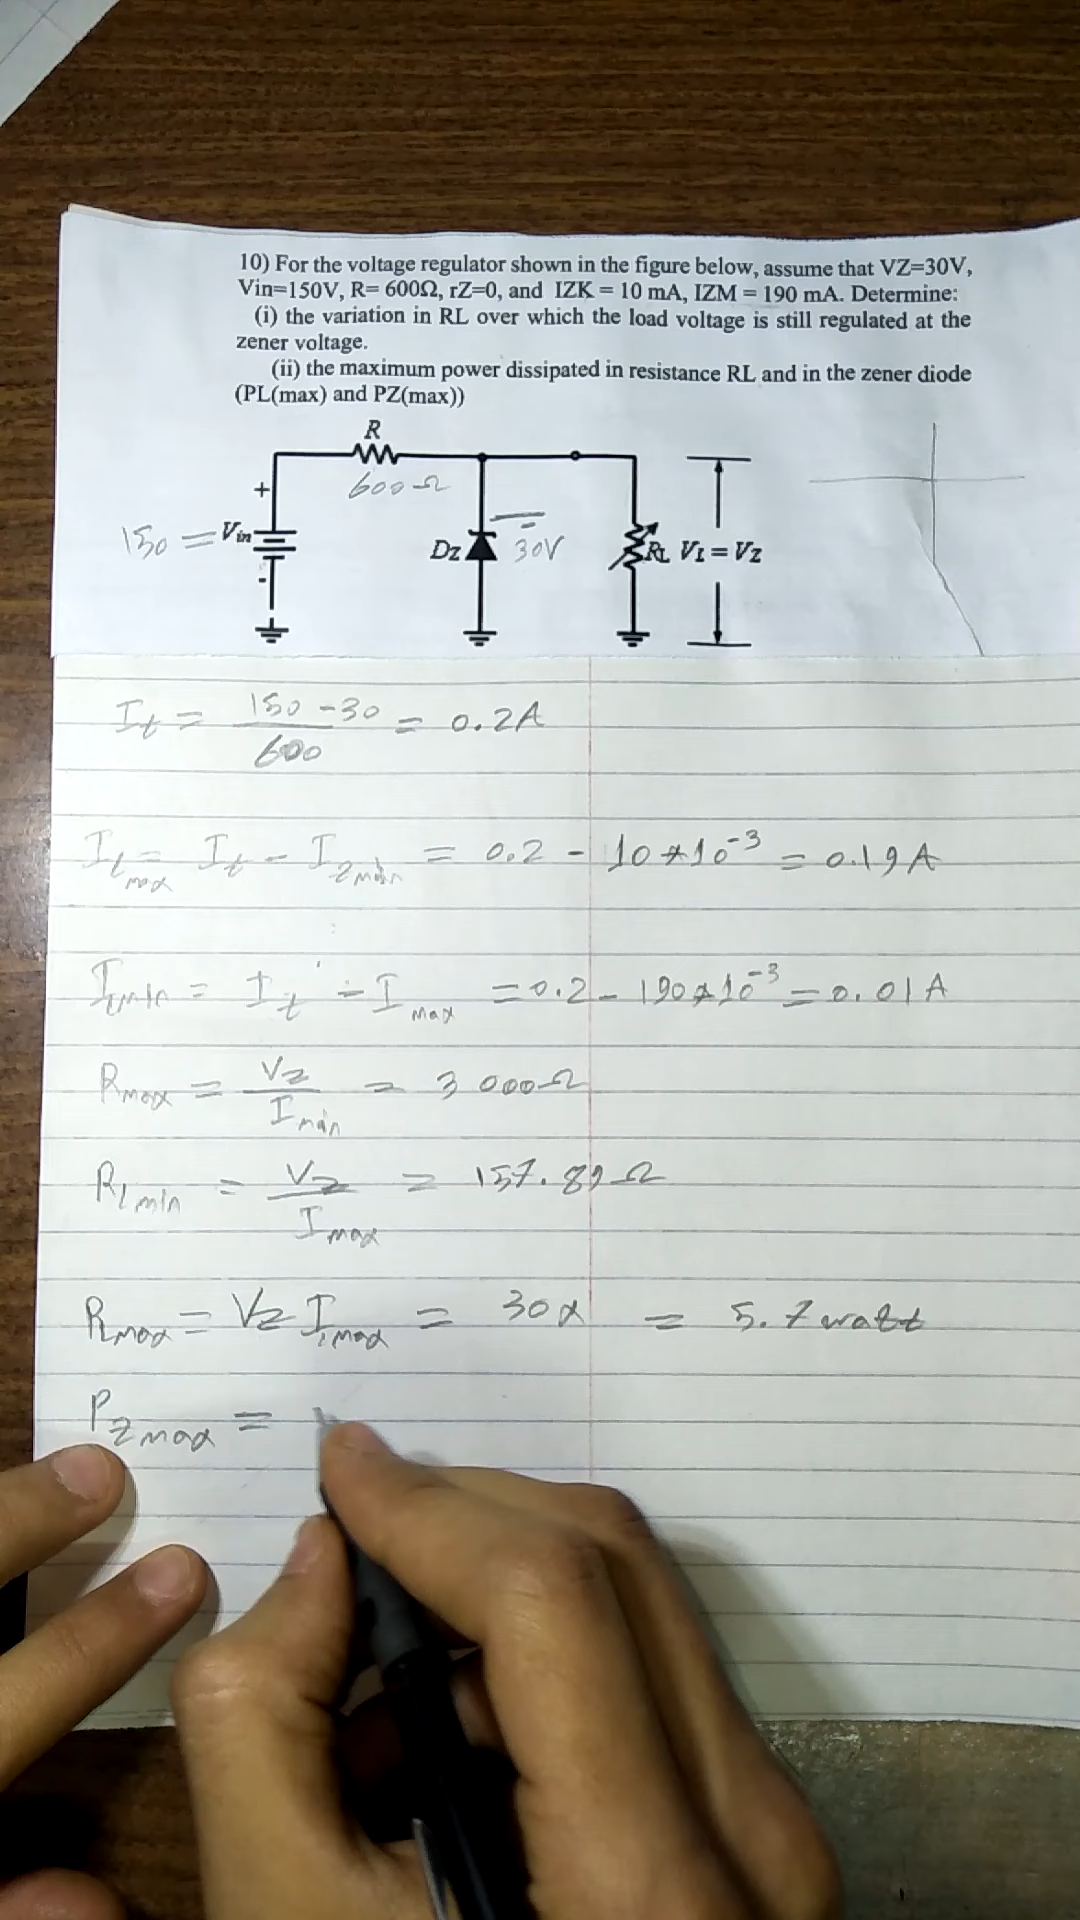 10) For the voltage regulator shown in the figure below, assume that VZ=30V,
Vin=150V, R= 600Ω, rZ=0, and IZK = 10 mA, IZM = 190 mA. Determine:
(i) the variation in RL over which the load voltage is still regulated at the
zener voltage.
(ii) the maximum power dissipated in resistance RL and in the zener diode
(PL(max) and PZ(max))
R
600Ω
+
150 = Vin
-
DZ
30V
RL
VL = VZ
It = 150 - 30 / 600 = 0.2A
ILmax = It - Izmin = 0.2 - 10*10^-3 = 0.19A
ILmin = It - Imax = 0.2 - 190*10^-3 = 0.01A
Rmax = Vz / Imin = 3000Ω
RLmin = Vz / Imax = 157.89Ω
Pmax = Vz ILmax = 30x = 5.7watt
Pzmax =